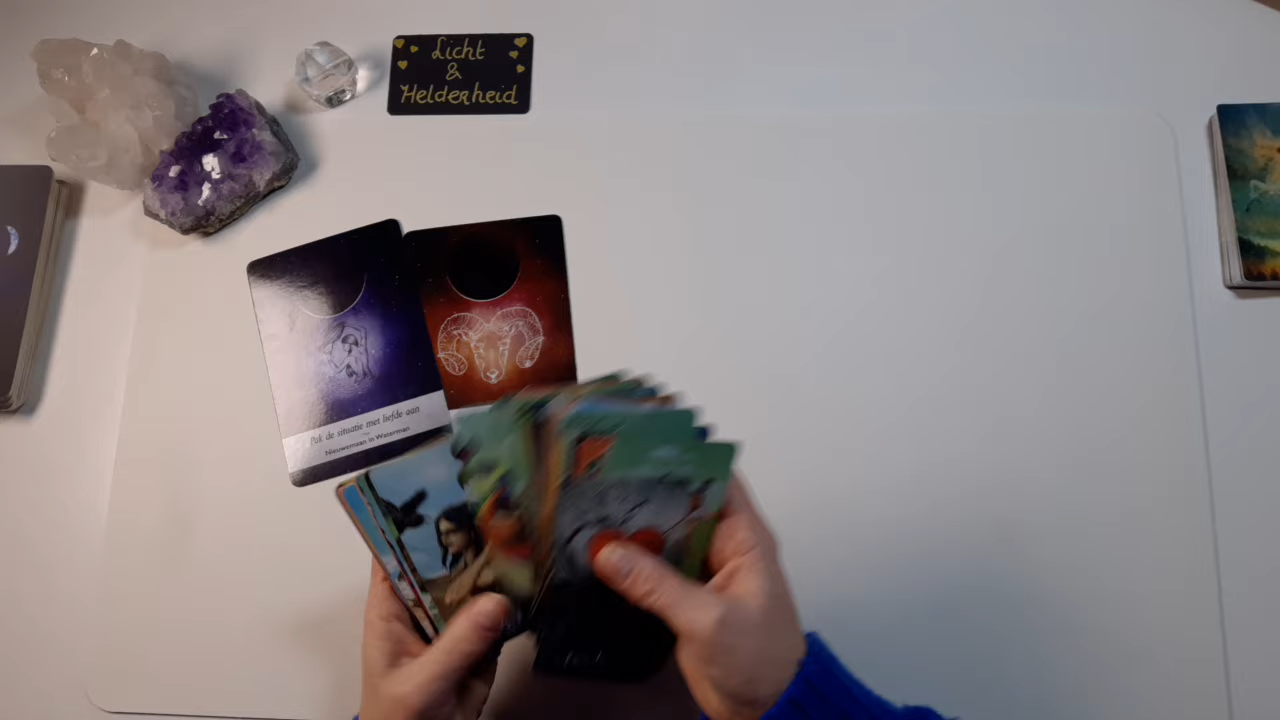 Licht
&
Helderheid
Pak de situatie met liefde aan
Nieuwemaan in Waterman